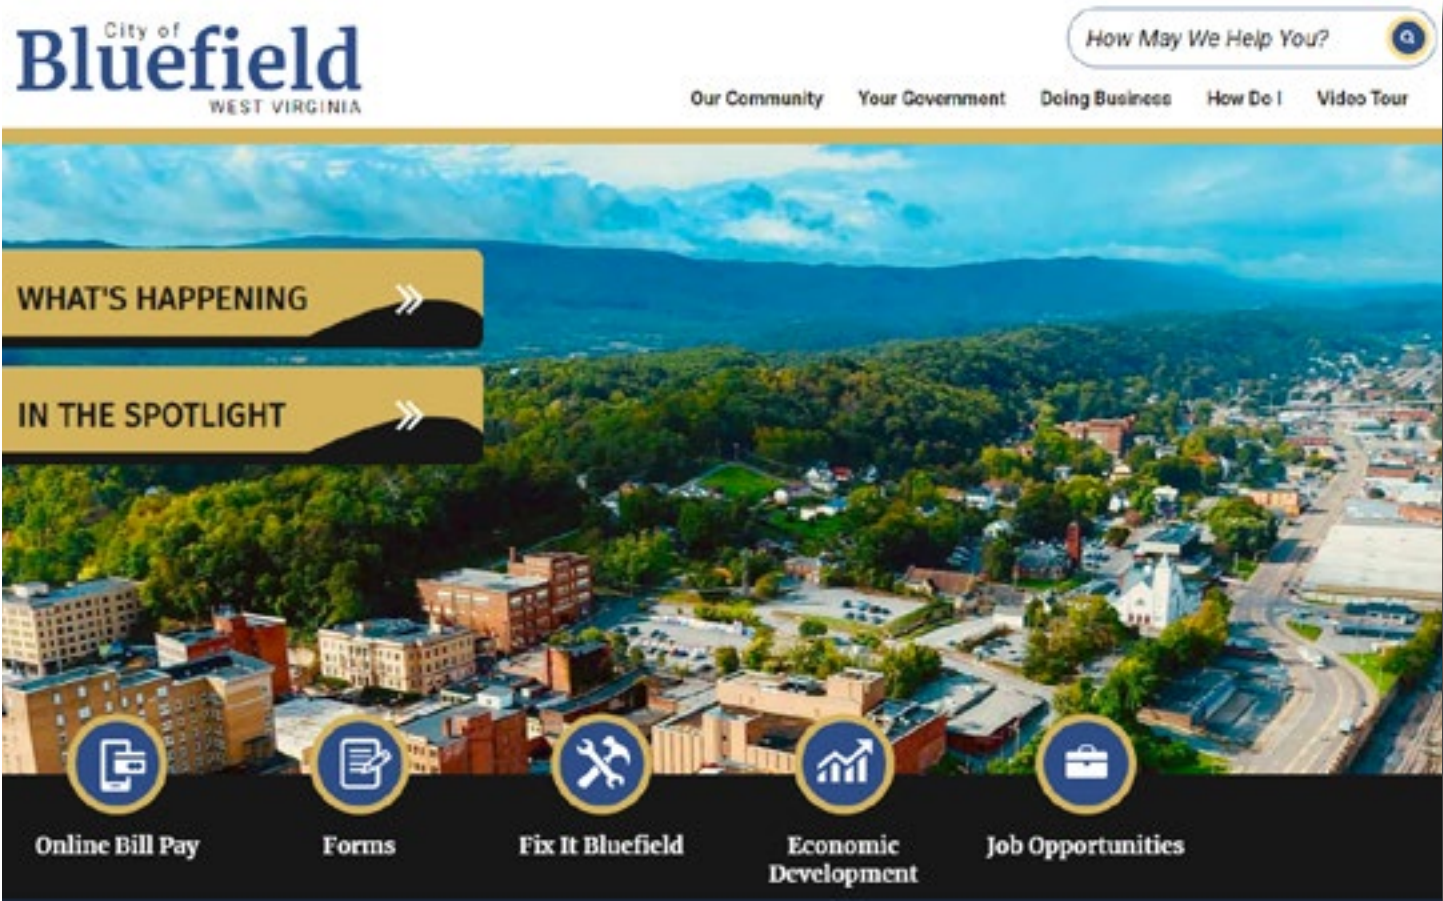 City of
Bluefield
WEST VIRGINIA
How May We Help You?
Our Community Your Government Doing Business How Do I Video Tour
WHAT'S HAPPENING
IN THE SPOTLIGHT
Online Bill Pay Forms Fix It Bluefield Economic Job Opportunities
Development